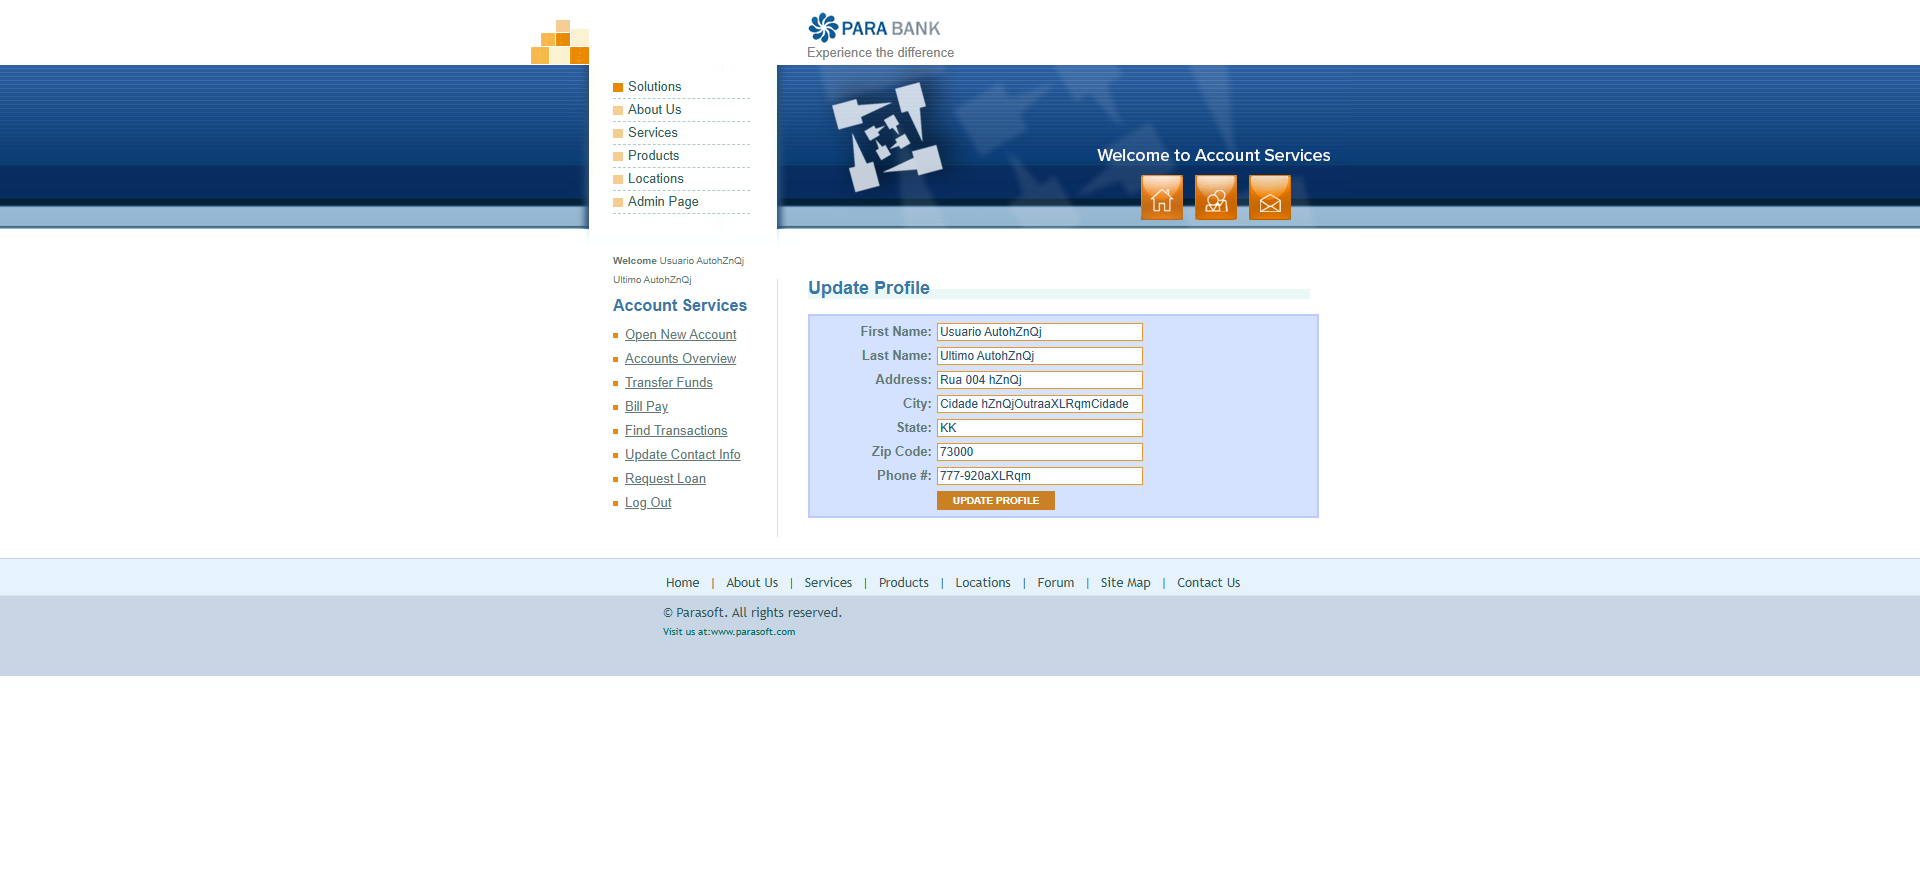 PARA BANK
Experience the difference
Solutions
About Us
Services
Products
Locations
Admin Page
Welcome to Account Services
Welcome Usuario AutohZnQj
Ultimo AutohZnQj
Account Services
Open New Account
Accounts Overview
Transfer Funds
Bill Pay
Find Transactions
Update Contact Info
Request Loan
Log Out
Update Profile
First Name: Usuario AutohZnQj
Last Name: Ultimo AutohZnQj
Address: Rua 004 hZnQj
City: Cidade hZnQjOutraaXLRqmCidade
State: KK
Zip Code: 73000
Phone #: 777-920aXLRqm
UPDATE PROFILE
Home | About Us | Services | Products | Locations | Forum | Site Map | Contact Us
© Parasoft. All rights reserved.
Visit us at:www.parasoft.com